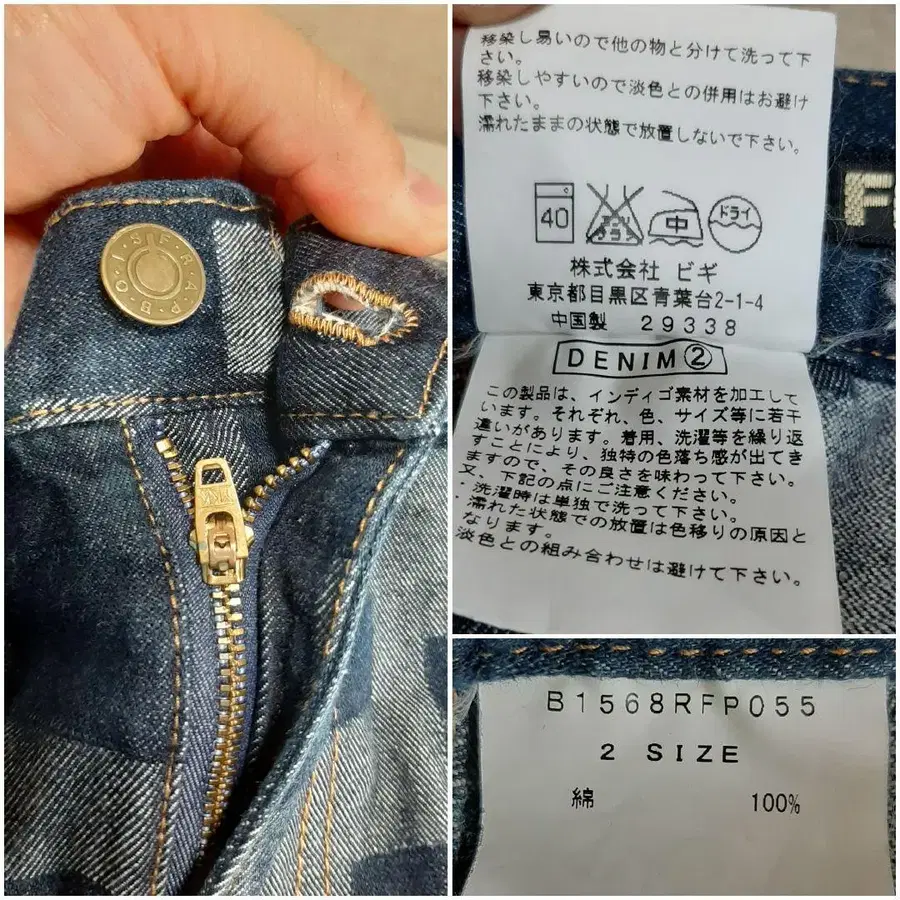 F
YKK
移染し易いので他の物と分けて洗って下
さい。
移染しやすいので淡色との併用はお避け
下さい。
濡れたままの状態で放置しないで下さい。
40
中
ドライ
株式会社 ビギ
東京都目黒区青葉台2-1-4
中国製 29338
DENIM②
この製品は、インディゴ素材を加工して
います。それぞれ、色、サイズ等に若干
違いがあります。着用、洗濯等を繰り返
すことにより、独特の色落ち感が出てき
ますので、その良さを味わって下さい。
又、下記の点にご注意ください。
・洗濯時は単独で洗って下さい。
・濡れた状態での放置は色移りの原因と
なります。
淡色との組み合わせは避けて下さい。
B1568RFP055
2 SIZE
綿 100%